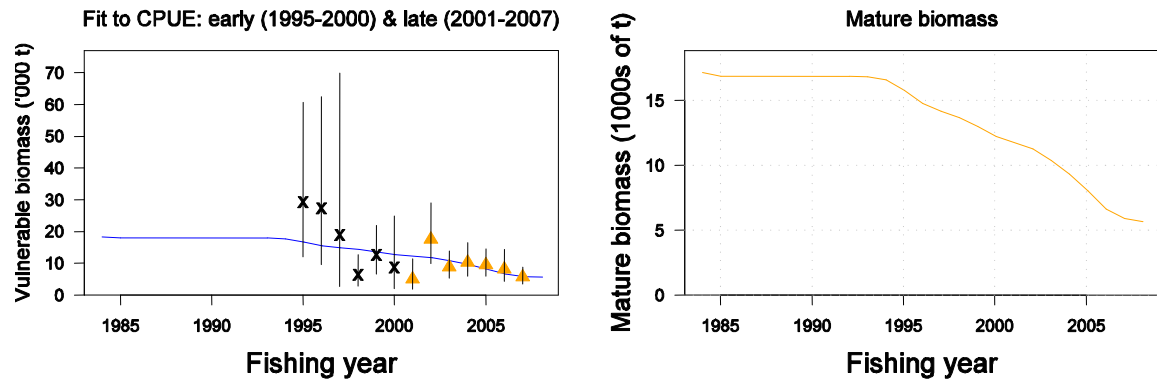 Fit to CPUE: early (1995-2000) & late (2001-2007)
Vulnerable biomass ('000 t)
70
60
50
40
30
20
10
0
1985 1990 1995 2000 2005
Fishing year
Mature biomass
Mature biomass (1000s of t)
15
10
5
0
1985 1990 1995 2000 2005
Fishing year